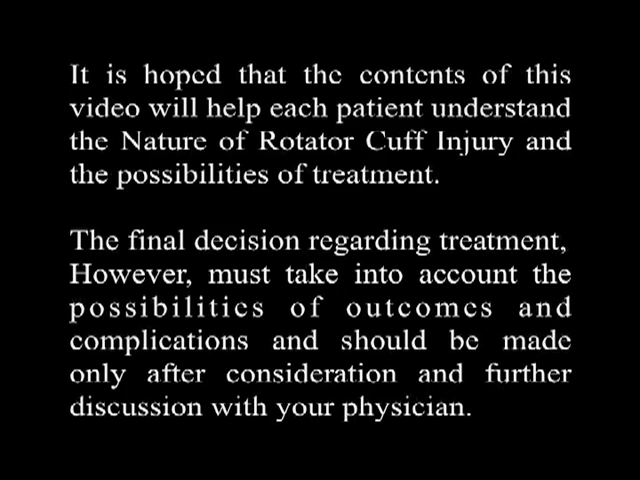 It is hoped that the contents of this
video will help each patient understand
the Nature of Rotator Cuff Injury and
the possibilities of treatment.
The final decision regarding treatment,
However, must take into account the
possibilities of outcomes and
complications and should be made
only after consideration and further
discussion with your physician.